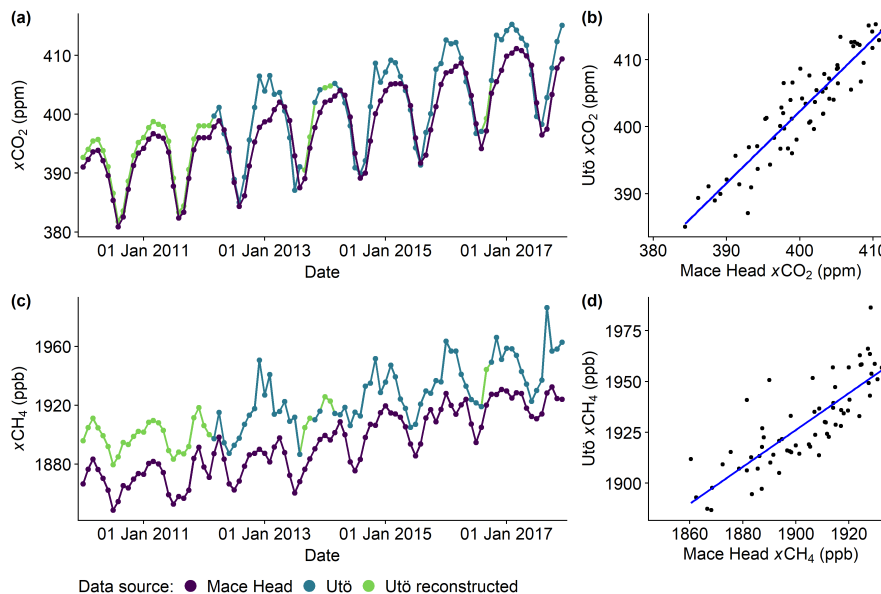 (a)
xCO₂ (ppm)
410
400
390
380
01 Jan 2011 01 Jan 2013 01 Jan 2015 01 Jan 2017
Date
(b)
Utö xCO₂ (ppm)
410
400
390
380 390 400 410
Mace Head xCO₂ (ppm)
(c)
xCH₄ (ppb)
1960
1920
1880
01 Jan 2011 01 Jan 2013 01 Jan 2015 01 Jan 2017
Date
(d)
Utö xCH₄ (ppb)
1975
1950
1925
1900
1860 1880 1900 1920
Mace Head xCH₄ (ppb)
Data source: Mace Head Utö Utö reconstructed